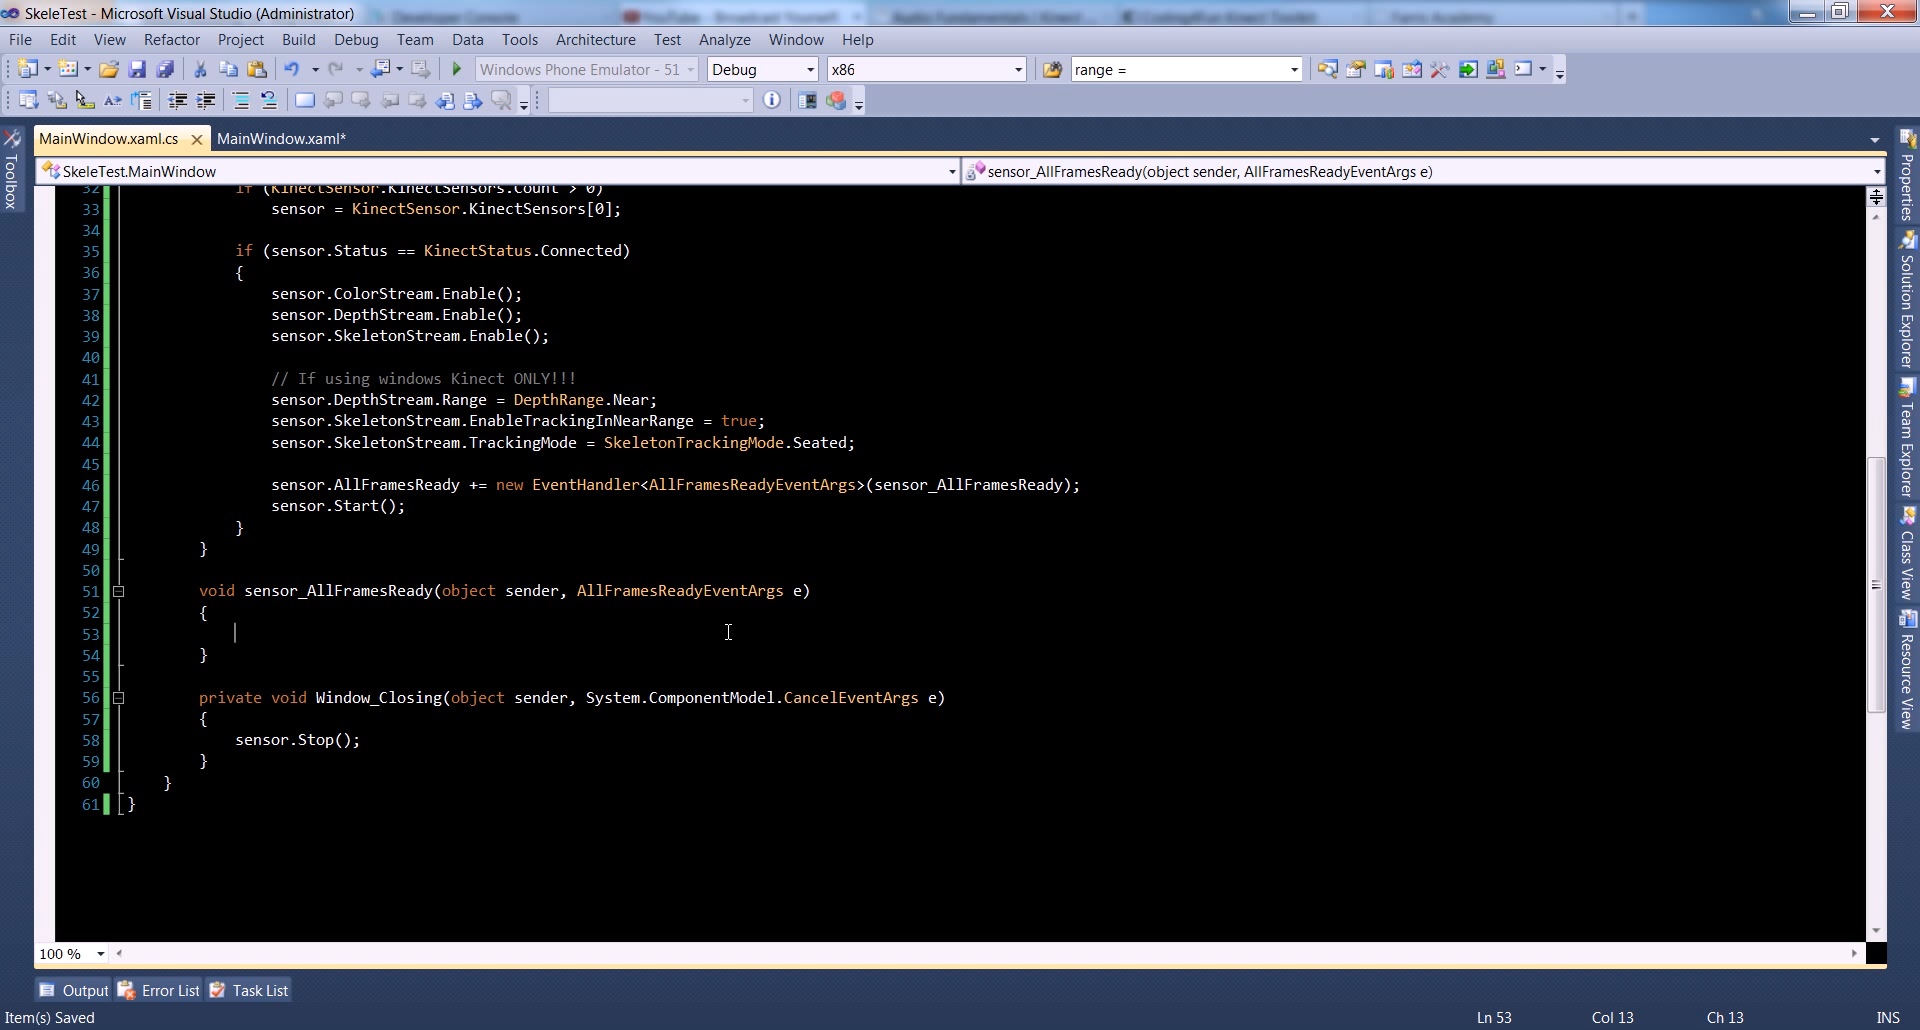 SkeleTest - Microsoft Visual Studio (Administrator)
File Edit View Refactor Project Build Debug Team Data Tools Architecture Test Analyze Window Help
Windows Phone Emulator - 51 Debug x86 range =
MainWindow.xaml.cs MainWindow.xaml*
SkeleTest.MainWindow sensor_AllFramesReady(object sender, AllFramesReadyEventArgs e)
32 if (KinectSensor.KinectSensors.Count > 0)
33 sensor = KinectSensor.KinectSensors[0];
34
35 if (sensor.Status == KinectStatus.Connected)
36 {
37 sensor.ColorStream.Enable();
38 sensor.DepthStream.Enable();
39 sensor.SkeletonStream.Enable();
40
41 // If using windows Kinect ONLY!!!
42 sensor.DepthStream.Range = DepthRange.Near;
43 sensor.SkeletonStream.EnableTrackingInNearRange = true;
44 sensor.SkeletonStream.TrackingMode = SkeletonTrackingMode.Seated;
45
46 sensor.AllFramesReady += new EventHandler<AllFramesReadyEventArgs>(sensor_AllFramesReady);
47 sensor.Start();
48 }
49 }
50
51 void sensor_AllFramesReady(object sender, AllFramesReadyEventArgs e)
52 {
53
54 }
55
56 private void Window_Closing(object sender, System.ComponentModel.CancelEventArgs e)
57 {
58 sensor.Stop();
59 }
60 }
61 }
100 %
Output Error List Task List
Item(s) Saved Ln 53 Col 13 Ch 13 INS
Toolbox
Properties
Solution Explorer
Team Explorer
Class View
Resource View